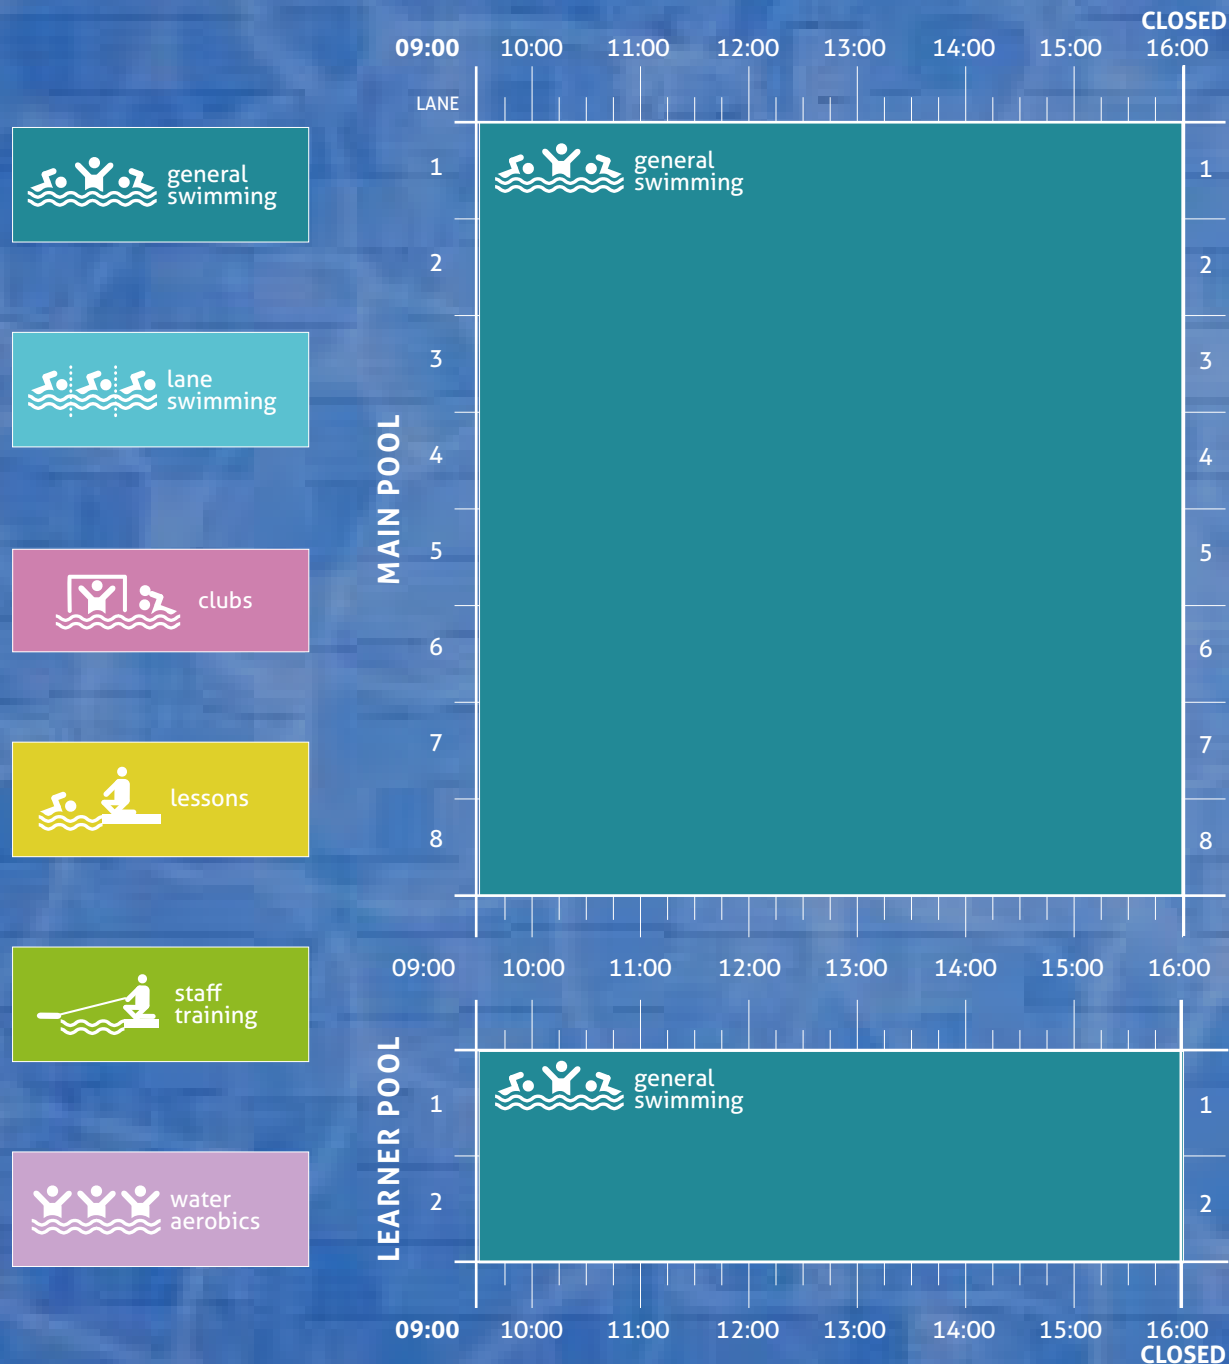 CLOSED
09:00 10:00 11:00 12:00 13:00 14:00 15:00 16:00
LANE
general
swimming
lane
swimming
clubs
lessons
staff
training
water
aerobics
MAIN POOL
1
2
3
4
5
6
7
8
general
swimming
1
2
3
4
5
6
7
8
09:00 10:00 11:00 12:00 13:00 14:00 15:00 16:00
LEARNER POOL
1
2
general
swimming
1
2
09:00 10:00 11:00 12:00 13:00 14:00 15:00 16:00
CLOSED